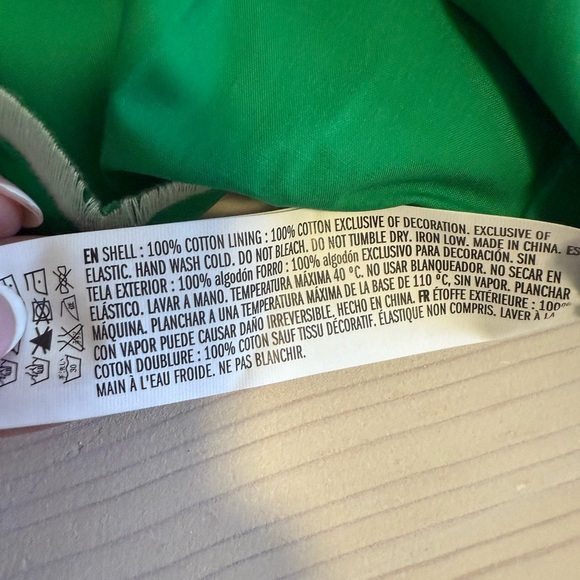 EN SHELL : 100% COTTON LINING : 100% COTTON EXCLUSIVE OF DECORATION. EXCLUSIVE OF
ELASTIC. HAND WASH COLD. DO NOT BLEACH. DO NOT TUMBLE DRY. IRON LOW. MADE IN CHINA. ES
TELA EXTERIOR : 100% algodón FORRO : 100% algodón EXCLUSIVO PARA DECORACIÓN. SIN
ELÁSTICO. LAVAR A MANO. TEMPERATURA MÁXIMA 40 °C. NO USAR BLANQUEADOR. NO SECAR EN
MÁQUINA. PLANCHAR A UNA TEMPERATURA MÁXIMA DE LA BASE DE 110 °C, SIN VAPOR. PLANCHAR
CON VAPOR PUEDE CAUSAR DAÑO IRREVERSIBLE. HECHO EN CHINA. FR ÉTOFFE EXTÉRIEURE : 100%
COTON DOUBLURE : 100% COTON SAUF TISSU DÉCORATIF. ÉLASTIQUE NON COMPRIS. LAVER À LA
MAIN À L'EAU FROIDE. NE PAS BLANCHIR.